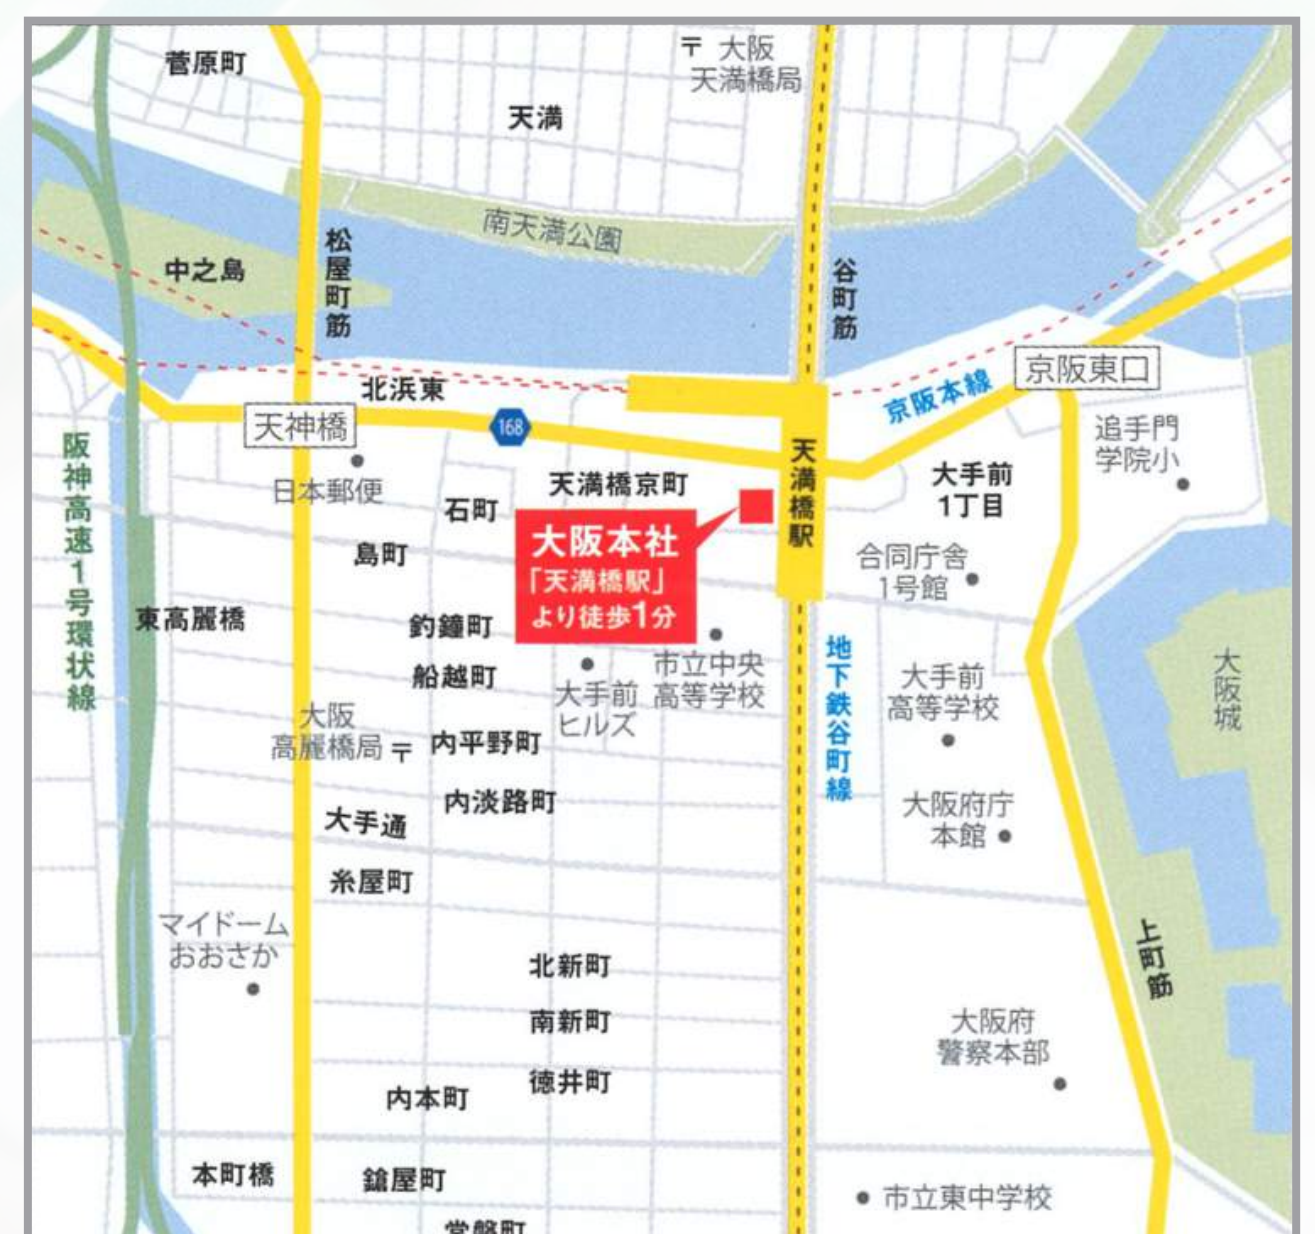 菅原町
〒 大阪
天満橋局
天満
南天満公園
中之島
松屋町筋
谷町筋
京阪東口
北浜東
京阪本線
天神橋
168
追手門
学院小
阪神高速1号環状線
日本郵便
天満橋京町
天満橋駅
大手前
1丁目
石町
大阪本社
「天満橋駅」
より徒歩1分
島町
合同庁舎
1号館
東高麗橋
釣鐘町
地下鉄谷町線
船越町
大手前
ヒルズ
市立中央
高等学校
大手前
高等学校
大阪城
大阪
高麗橋局 〒
内平野町
内淡路町
大阪府庁
本館
大手通
糸屋町
マイドーム
おおさか
北新町
上町筋
南新町
大阪府
警察本部
徳井町
内本町
本町橋
鎗屋町
市立東中学校
常磐町